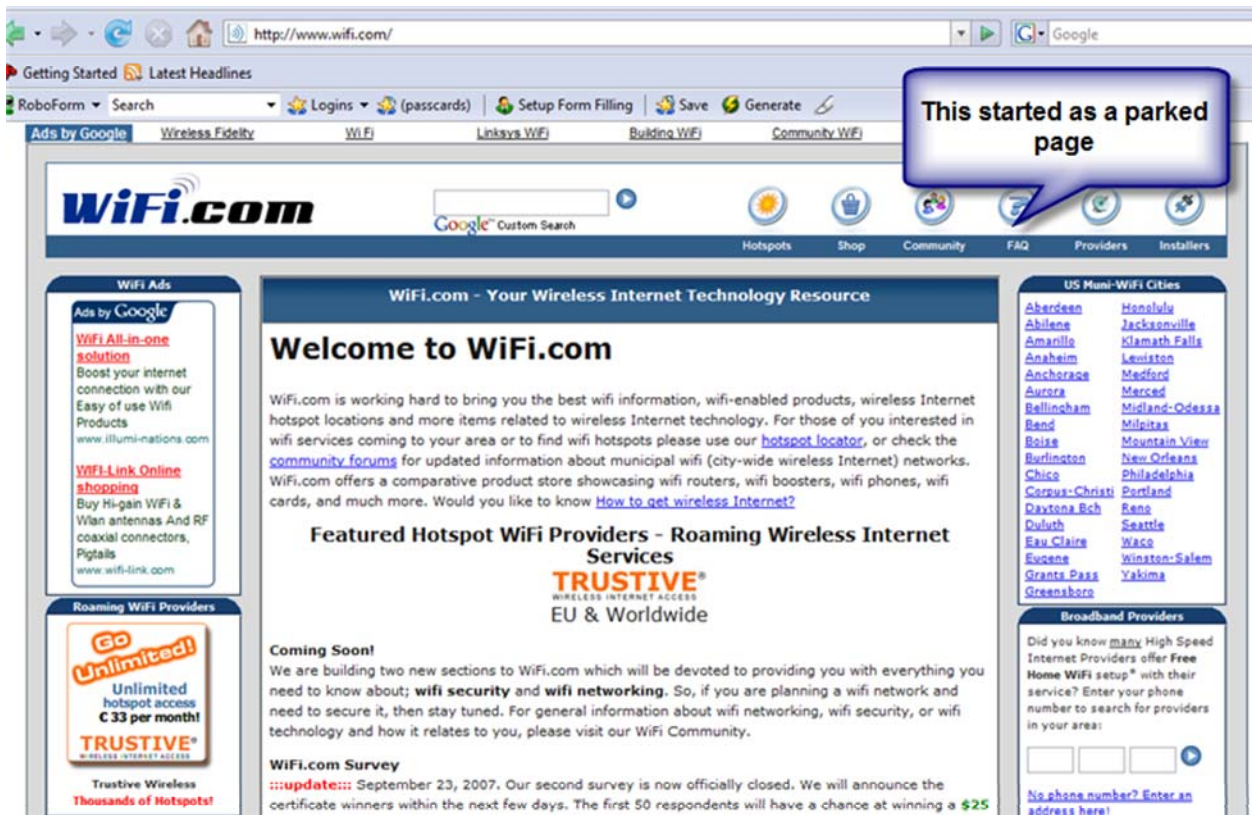 http://www.wifi.com/
Google
Getting Started Latest Headlines
RoboForm Search Logins (passcards) Setup Form Filling Save Generate
This started as a parked
page
Ads by Google Wireless Fidelity Wi Fi Linksys WiFi Building WiFi Community WiFi
WiFi.com
Google™ Custom Search
Hotspots Shop Community FAQ Providers Installers
WiFi Ads
Ads by Google
WiFi All-in-one
solution
Boost your internet
connection with our
Easy of use Wifi
Products
www.illumi-nations.com
WIFI-Link Online
shopping
Buy Hi-gain WiFi &
Wlan antennas And RF
coaxial connectors,
Pigtails
www.wifi-link.com
Roaming WiFi Providers
Go
Unlimited!
Unlimited
hotspot access
€ 33 per month!
TRUSTIVE®
WIRELESS INTERNET ACCESS
Trustive Wireless
Thousands of Hotspots!
WiFi.com - Your Wireless Internet Technology Resource
Welcome to WiFi.com
WiFi.com is working hard to bring you the best wifi information, wifi-enabled products, wireless Internet
hotspot locations and more items related to wireless Internet technology. For those of you interested in
wifi services coming to your area or to find wifi hotspots please use our hotspot locator, or check the
community forums for updated information about municipal wifi (city-wide wireless Internet) networks.
WiFi.com offers a comparative product store showcasing wifi routers, wifi boosters, wifi phones, wifi
cards, and much more. Would you like to know How to get wireless Internet?
Featured Hotspot WiFi Providers - Roaming Wireless Internet
Services
TRUSTIVE®
WIRELESS INTERNET ACCESS
EU & Worldwide
Coming Soon!
We are building two new sections to WiFi.com which will be devoted to providing you with everything you
need to know about; wifi security and wifi networking. So, if you are planning a wifi network and
need to secure it, then stay tuned. For general information about wifi networking, wifi security, or wifi
technology and how it relates to you, please visit our WiFi Community.
WiFi.com Survey
:::update::: September 23, 2007. Our second survey is now officially closed. We will announce the
certificate winners within the next few days. The first 50 respondents will have a chance at winning a $25
US Muni-WiFi Cities
Aberdeen Honolulu
Abilene Jacksonville
Amarillo Klamath Falls
Anaheim Lewiston
Anchorage Medford
Aurora Merced
Bellingham Midland-Odessa
Bend Milpitas
Boise Mountain View
Burlington New Orleans
Chico Philadelphia
Corpus-Christi Portland
Daytona Bch Reno
Duluth Seattle
Eau Claire Waco
Eugene Winston-Salem
Grants Pass Yakima
Greensboro
Broadband Providers
Did you know many High Speed
Internet Providers offer Free
Home WiFi setup* with their
service? Enter your phone
number to search for providers
in your area:
No phone number? Enter an
address here!